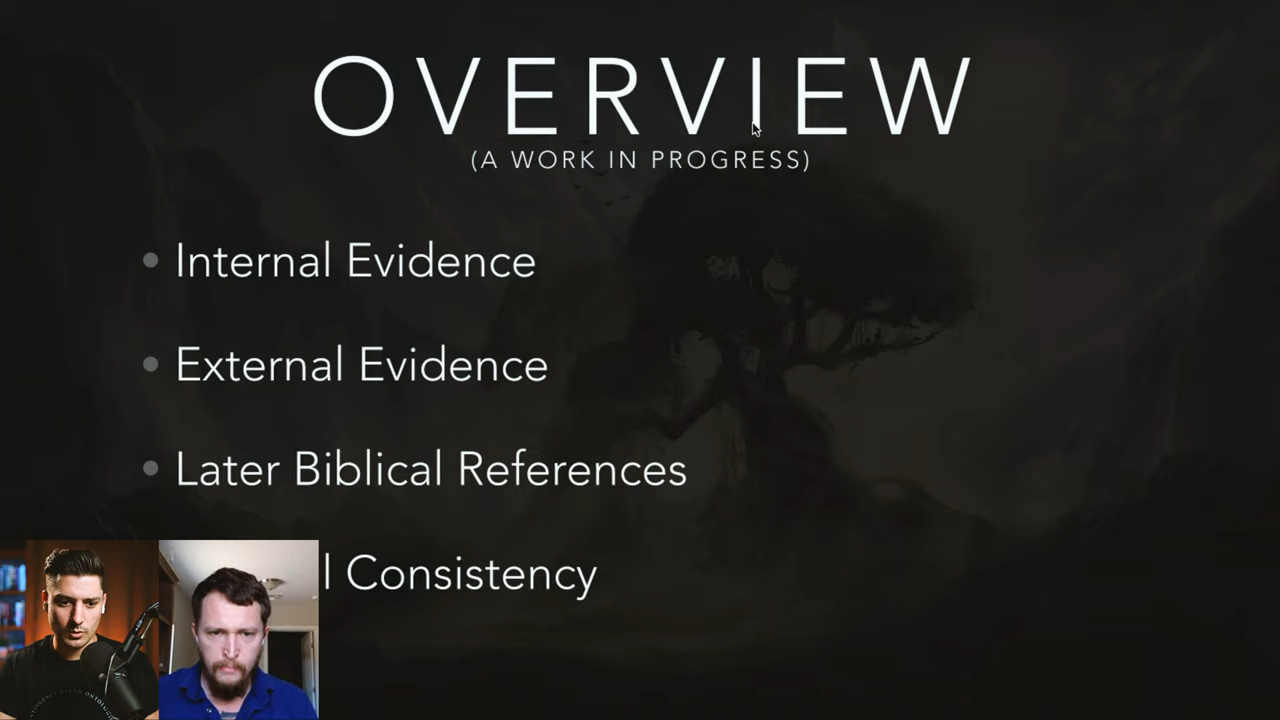 OVERVIEW
(A WORK IN PROGRESS)
Internal Evidence
External Evidence
Later Biblical References
l Consistency